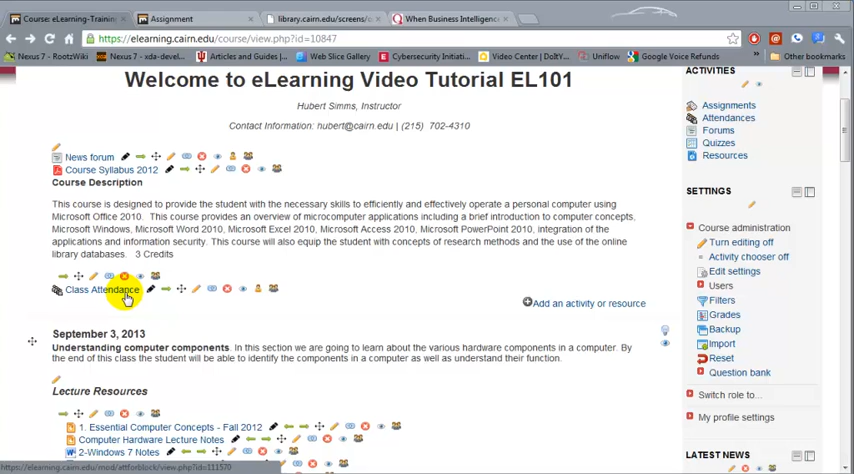 Course: eLearning-Training
Assignment
library.cairn.edu/screens/
When Business Intelligenc
https://elearning.cairn.edu/course/view.php?id=10847
Nexus 7 - RootzWiki
Nexus 7 - xda-devel...
Articles and Guides |...
Web Slice Gallery
Cybersecurity Initiati...
Video Center | DoItYo...
Google Voice Refunds
»
Other bookmarks
Welcome to eLearning Video Tutorial EL101
Hubert Simms, Instructor
Contact Information: hubert@cairn.edu | (215) 702-4310
News forum
Course Syllabus 2012
Course Description
This course is designed to provide the student with the necessary skills to efficiently and effectively operate a personal computer using
Microsoft Office 2010. This course provides an overview of microcomputer applications including a brief introduction to computer concepts,
Microsoft Windows, Microsoft Word 2010, Microsoft Excel 2010, Microsoft Access 2010, Microsoft PowerPoint 2010, integration of the
applications and information security. This course will also equip the student with concepts of research methods and the use of the online
library databases. 3 Credits
Class Attendance
Add an activity or resource
September 3, 2013
Understanding computer components. In this section we are going to learn about the various hardware components in a computer. By
the end of this class the student will be able to identify the components in a computer as well as understand their function.
Lecture Resources
1. Essential Computer Concepts - Fall 2012
Computer Hardware Lecture Notes
2-Windows 7 Notes
https://elearning.cairn.edu/mod/attforblock/view.php?id=111570
ACTIVITIES
Assignments
Attendances
Forums
Quizzes
Resources
SETTINGS
Course administration
Turn editing off
Activity chooser off
Edit settings
Users
Filters
Grades
Backup
Import
Reset
Question bank
Switch role to...
My profile settings
LATEST NEWS